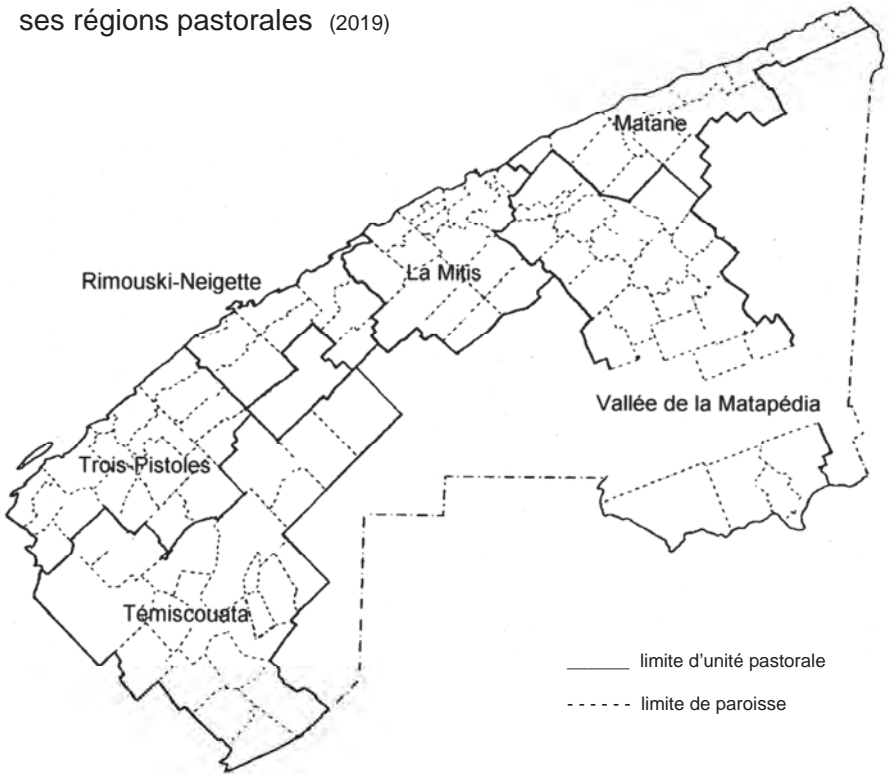 ses régions pastorales (2019)
Matane
Rimouski-Neigette
La Mitis
Vallée de la Matapédia
Trois-Pistoles
Témiscouata
______ limite d'unité pastorale
- - - - - - limite de paroisse